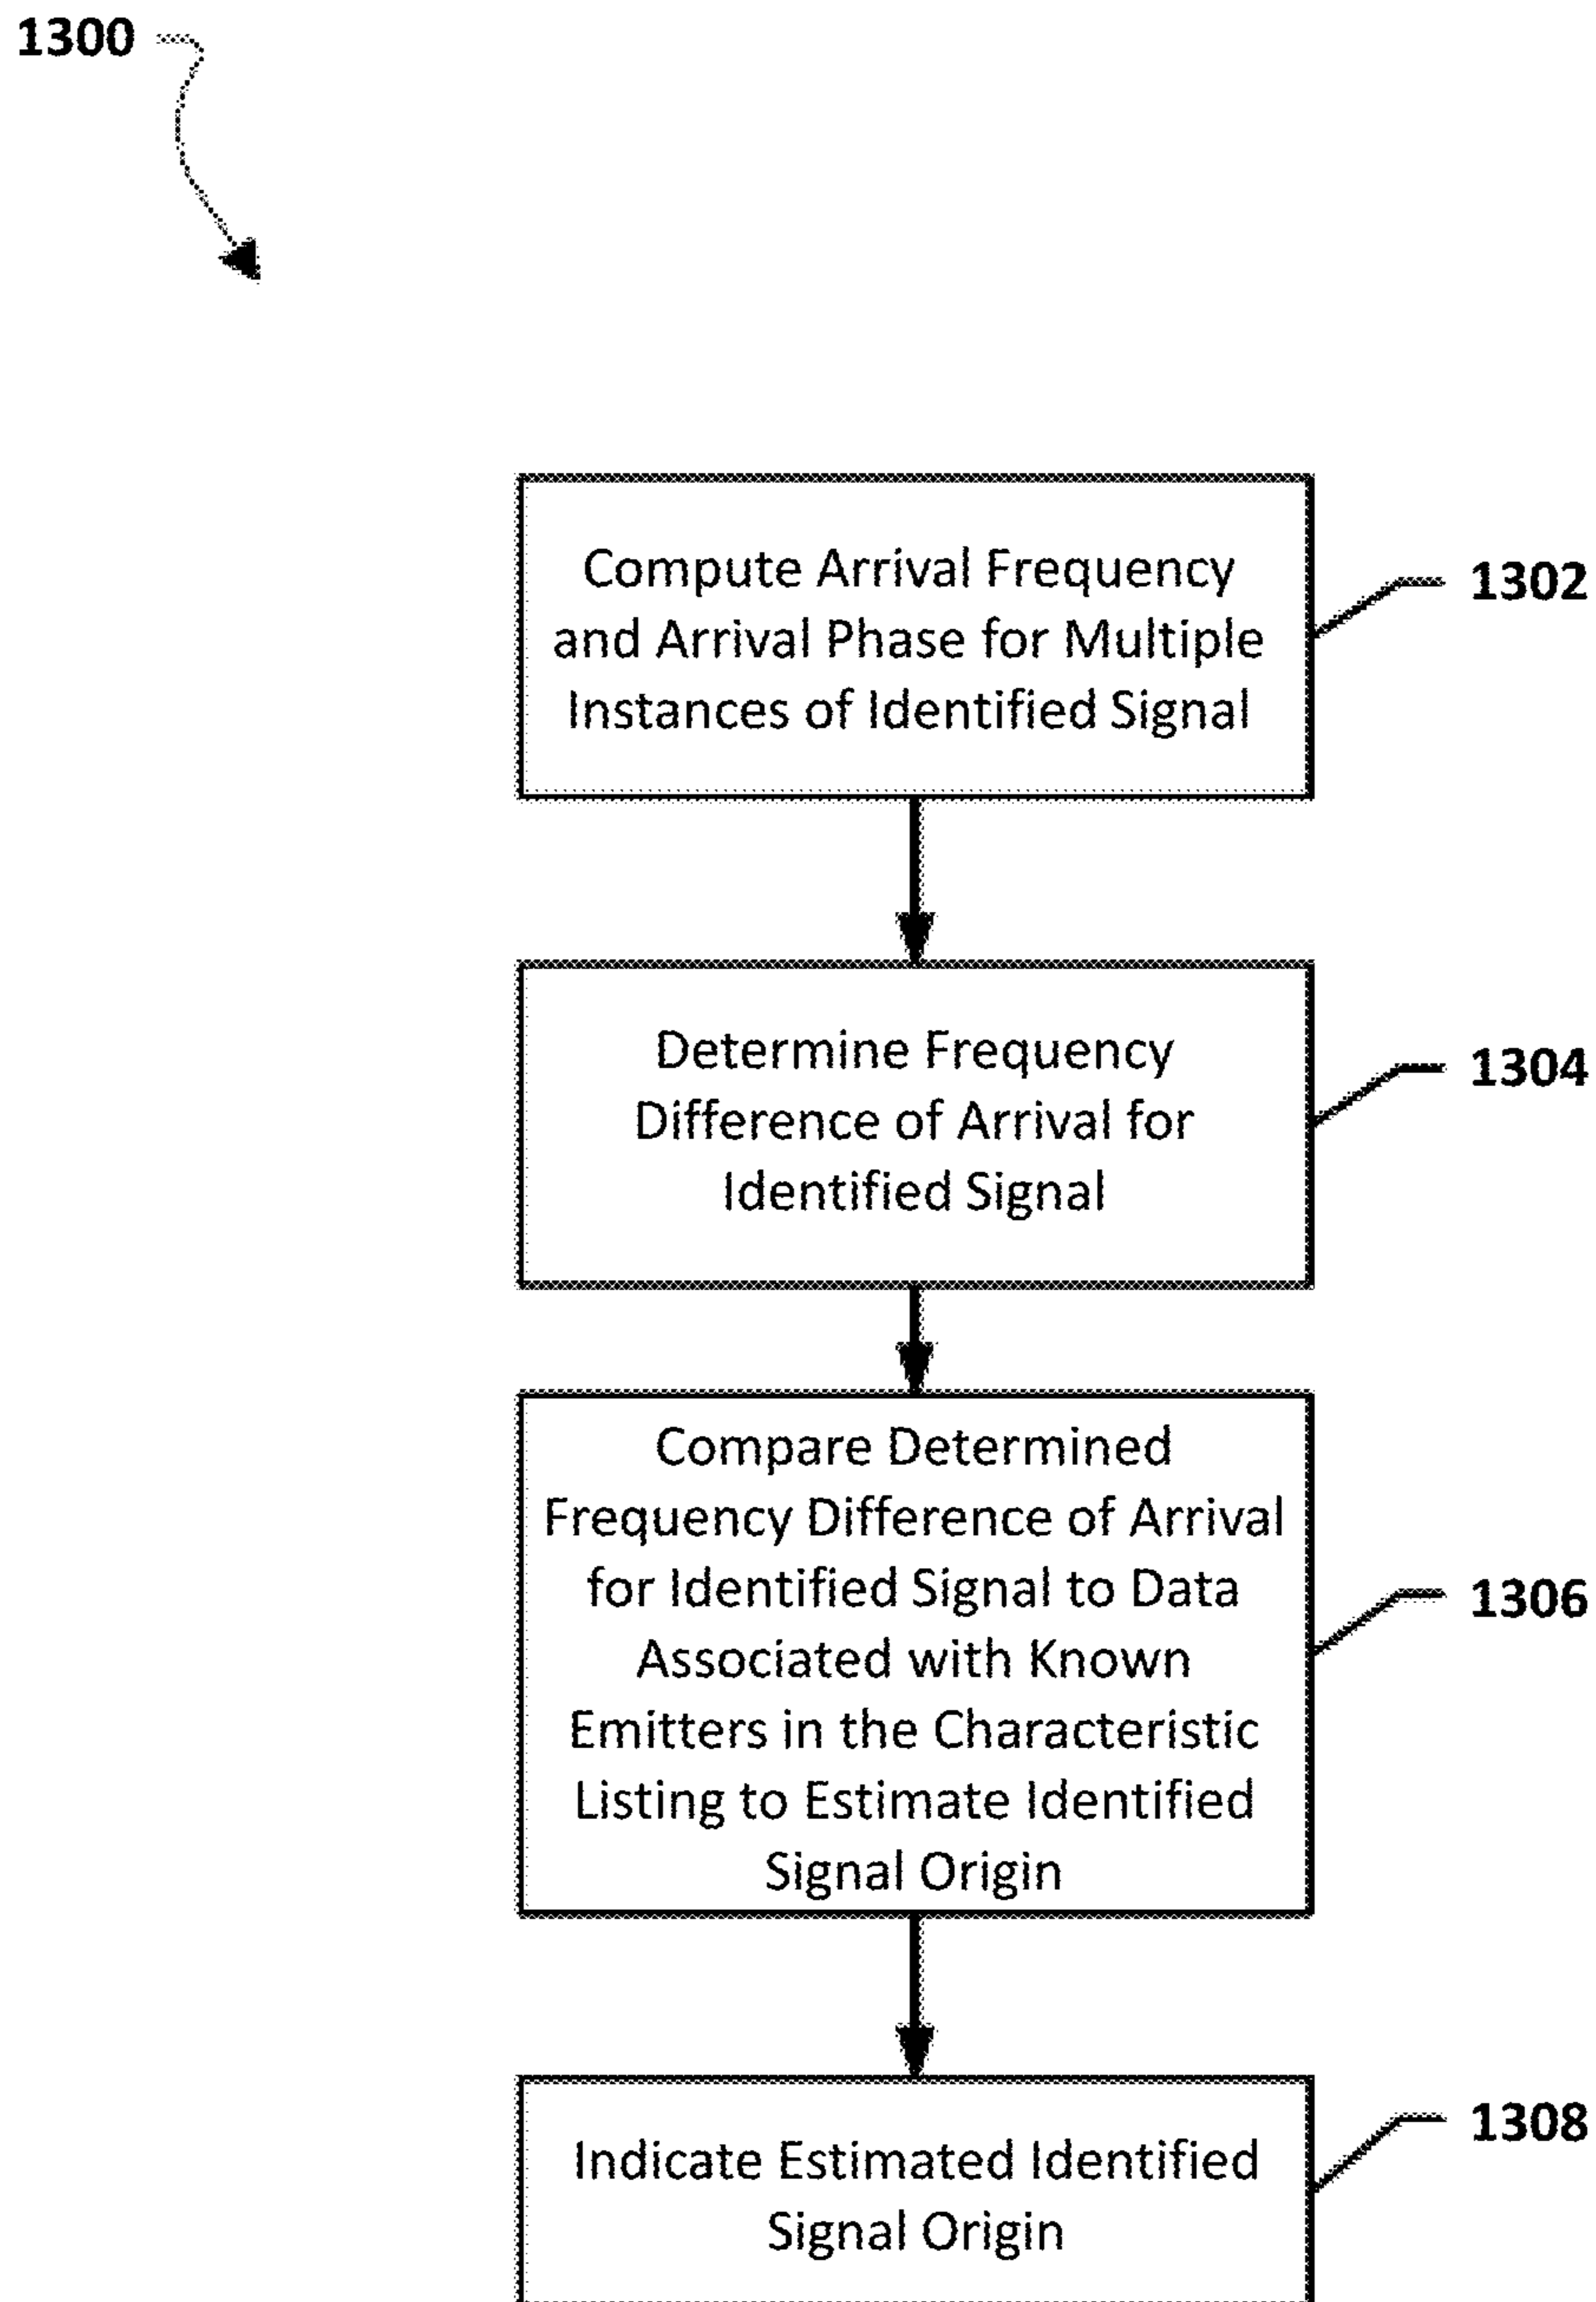 1300
Compute Arrival Frequency
and Arrival Phase for Multiple
Instances of Identified Signal
1302
Determine Frequency
Difference of Arrival for
Identified Signal
1304
Compare Determined
Frequency Difference of Arrival
for Identified Signal to Data
Associated with Known
Emitters in the Characteristic
Listing to Estimate Identified
Signal Origin
1306
Indicate Estimated Identified
Signal Origin
1308